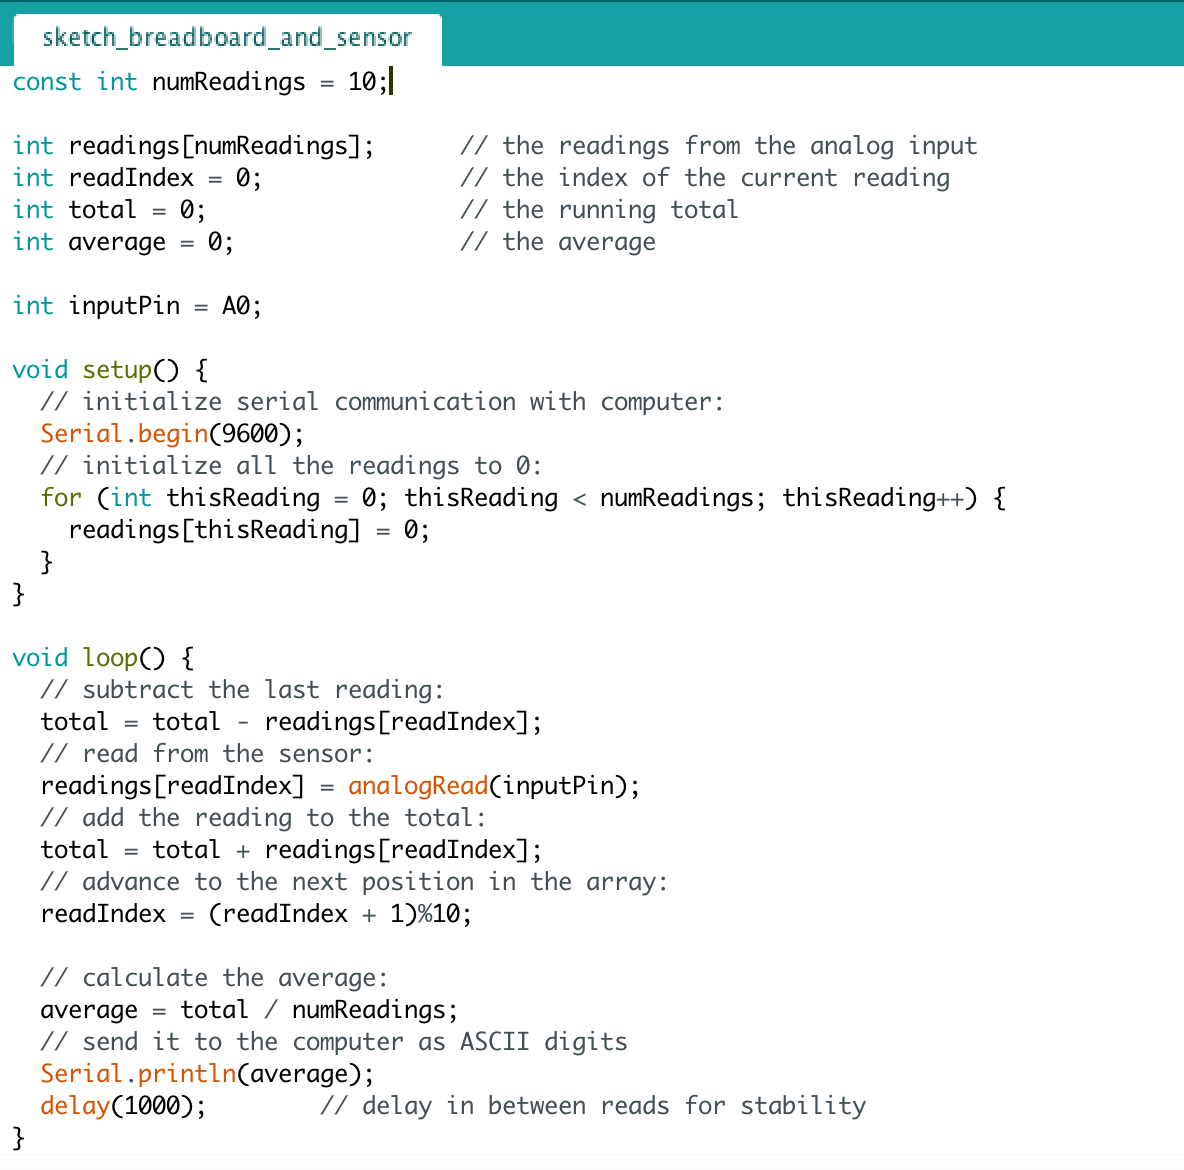 sketch_breadboard_and_sensor
const int numReadings = 10;
int readings[numReadings];      // the readings from the analog input
int readIndex = 0;              // the index of the current reading
int total = 0;                  // the running total
int average = 0;                // the average
int inputPin = A0;
void setup() {
  // initialize serial communication with computer:
  Serial.begin(9600);
  // initialize all the readings to 0:
  for (int thisReading = 0; thisReading < numReadings; thisReading++) {
    readings[thisReading] = 0;
  }
}
void loop() {
  // subtract the last reading:
  total = total - readings[readIndex];
  // read from the sensor:
  readings[readIndex] = analogRead(inputPin);
  // add the reading to the total:
  total = total + readings[readIndex];
  // advance to the next position in the array:
  readIndex = (readIndex + 1)%10;
  // calculate the average:
  average = total / numReadings;
  // send it to the computer as ASCII digits
  Serial.println(average);
  delay(1000);        // delay in between reads for stability
}